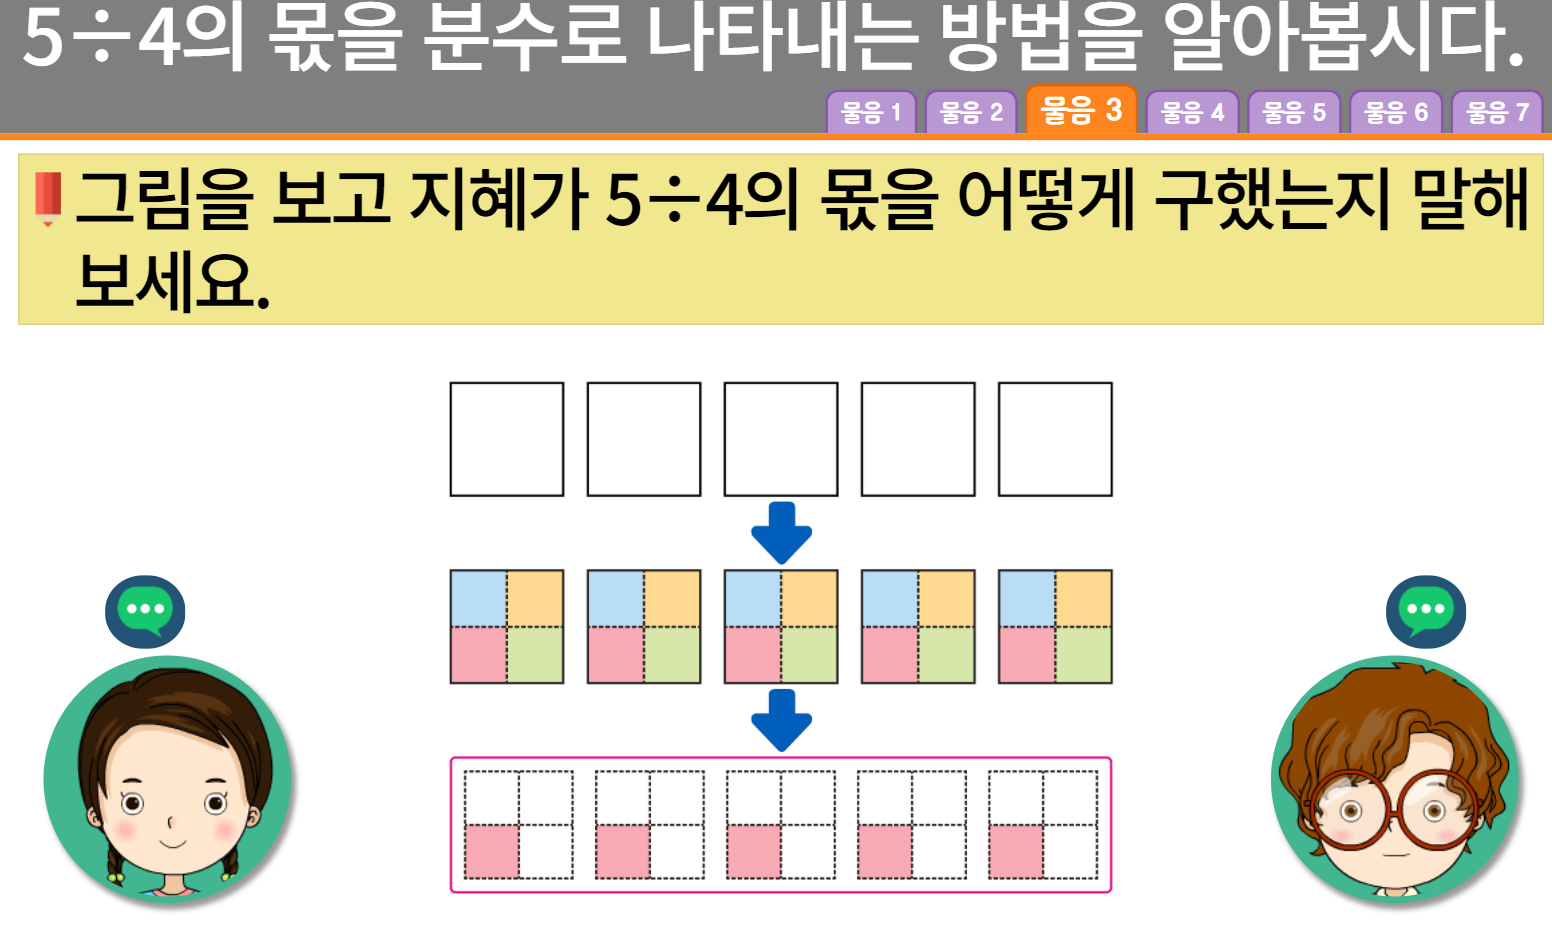 5÷4의 몫을 분수로 나타내는 방법을 알아봅시다.
물음 1 물음 2 물음 3 물음 4 물음 5 물음 6 물음 7
그림을 보고 지혜가 5÷4의 몫을 어떻게 구했는지 말해
보세요.